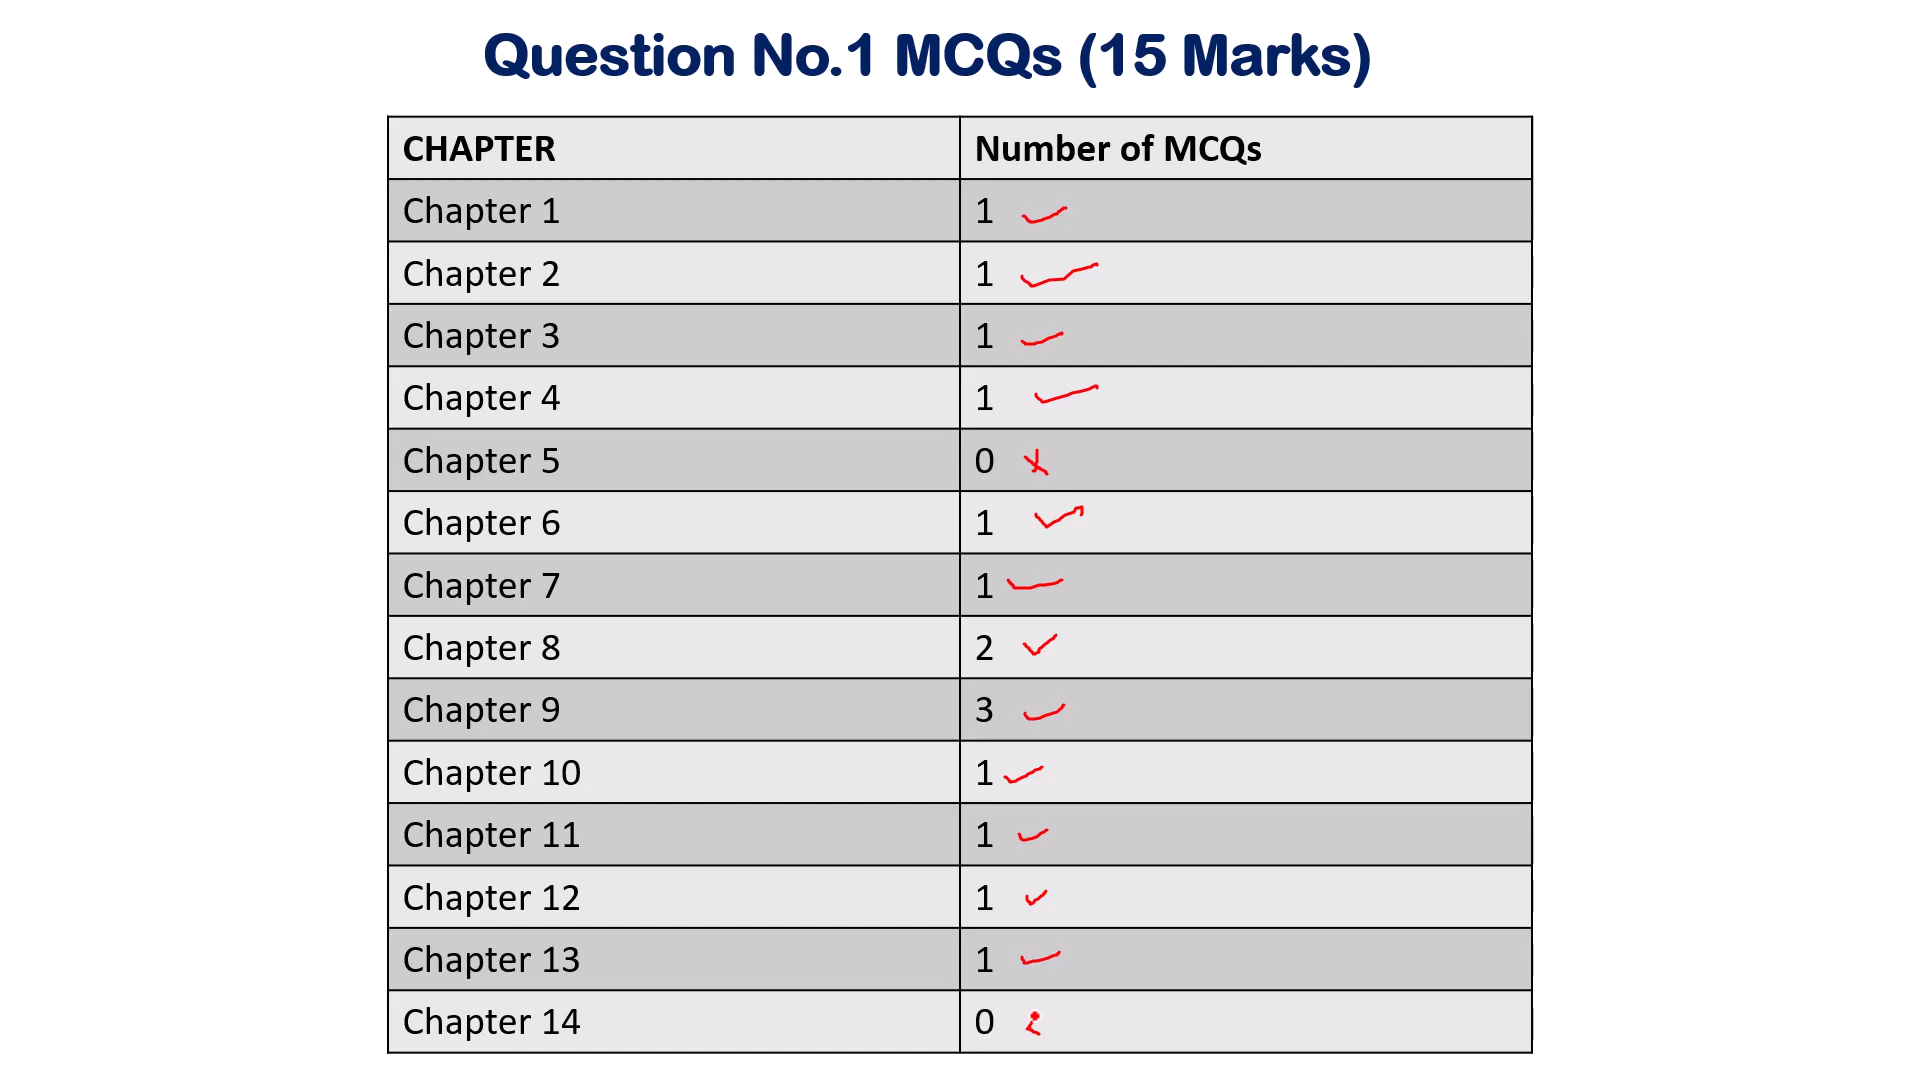 Question No.1 MCQs (15 Marks)
CHAPTER Number of MCQs
Chapter 1 1
Chapter 2 1
Chapter 3 1
Chapter 4 1
Chapter 5 0
Chapter 6 1
Chapter 7 1
Chapter 8 2
Chapter 9 3
Chapter 10 1
Chapter 11 1
Chapter 12 1
Chapter 13 1
Chapter 14 0